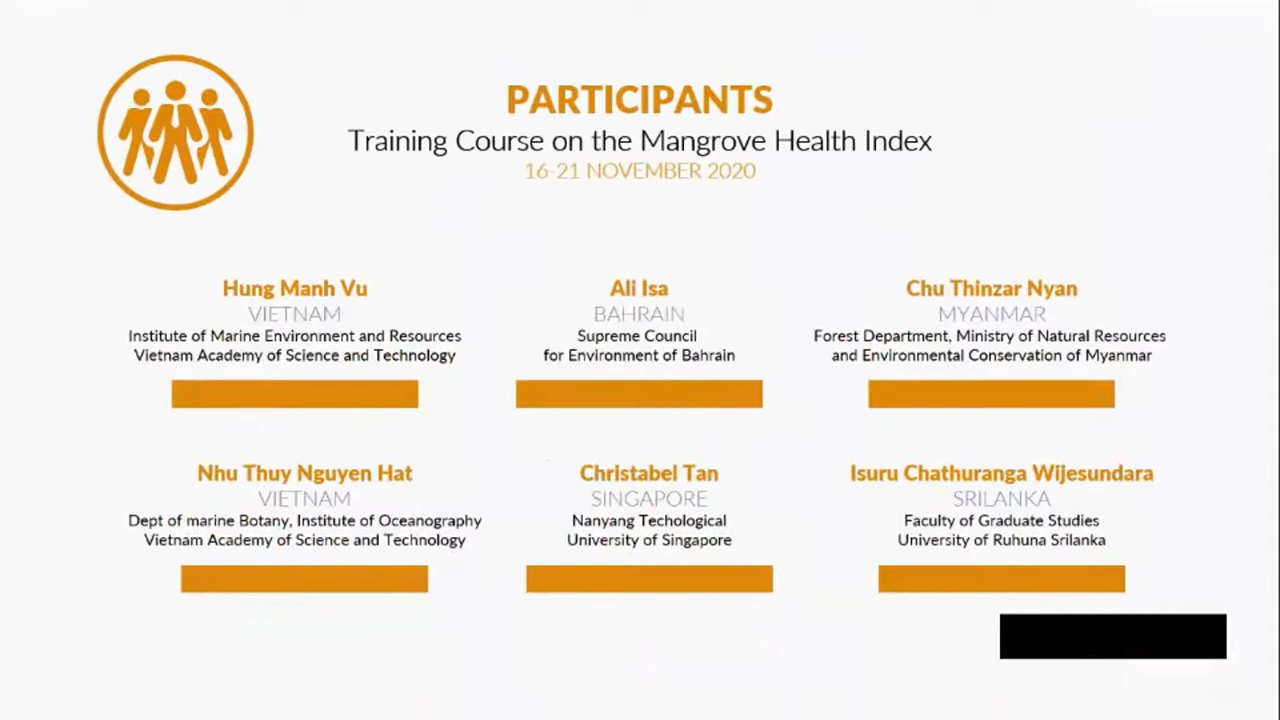 PARTICIPANTS
Training Course on the Mangrove Health Index
16-21 NOVEMBER 2020
Hung Manh Vu
VIETNAM
Institute of Marine Environment and Resources
Vietnam Academy of Science and Technology
Ali Isa
BAHRAIN
Supreme Council
for Environment of Bahrain
Chu Thinzar Nyan
MYANMAR
Forest Department, Ministry of Natural Resources
and Environmental Conservation of Myanmar
Nhu Thuy Nguyen Hat
VIETNAM
Dept of marine Botany, Institute of Oceanography
Vietnam Academy of Science and Technology
Christabel Tan
SINGAPORE
Nanyang Techological
University of Singapore
Isuru Chathuranga Wijesundara
SRILANKA
Faculty of Graduate Studies
University of Ruhuna Srilanka